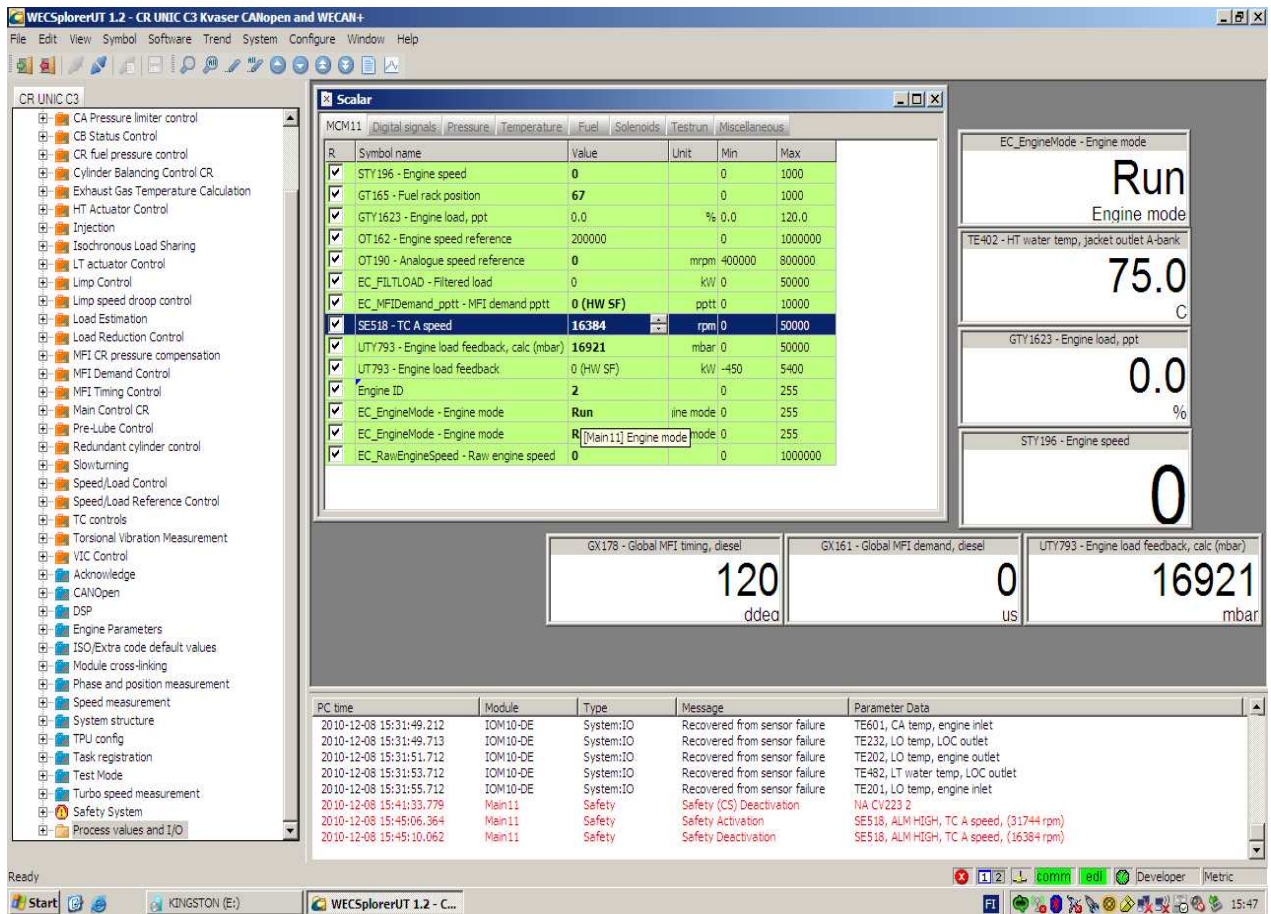 WECSplorerUT 1.2 - CR UNIC C3 Kvaser CANopen and WECAN+
File Edit View Symbol Software Trend System Configure Window Help
CR UNIC C3
CA Pressure limiter control
CB Status Control
CR fuel pressure control
Cylinder Balancing Control CR
Exhaust Gas Temperature Calculation
HT Actuator Control
Injection
Isochronous Load Sharing
LT actuator Control
Limp Control
Limp speed droop control
Load Estimation
Load Reduction Control
MFI CR pressure compensation
MFI Demand Control
MFI Timing Control
Main Control CR
Pre-Lube Control
Redundant cylinder control
Slowturning
Speed/Load Control
Speed/Load Reference Control
TC controls
Torsional Vibration Measurement
VIC Control
Acknowledge
CANOpen
DSP
Engine Parameters
ISO/Extra code default values
Module cross-linking
Phase and position measurement
Speed measurement
System structure
TPU config
Task registration
Test Mode
Turbo speed measurement
Safety System
Process values and I/O
Scalar
MCM11 Digital signals Pressure Temperature Fuel Solenoids Testrun Miscellaneous
R Symbol name Value Unit Min Max
STY196 - Engine speed 0 0 1000
GT165 - Fuel rack position 67 0 1000
GTY1623 - Engine load, ppt 0.0 % 0.0 120.0
OT162 - Engine speed reference 200000 0 1000000
OT190 - Analogue speed reference 0 mrpm 400000 800000
EC_FILTLOAD - Filtered load 0 kW 0 50000
EC_MFIDemand_pptt - MFI demand pptt 0 (HW SF) pptt 0 10000
SE518 - TC A speed 16384 rpm 0 50000
UTY793 - Engine load feedback, calc (mbar) 16921 mbar 0 50000
UT793 - Engine load feedback 0 (HW SF) kW -450 5400
Engine ID 2 0 255
EC_EngineMode - Engine mode Run ine mode 0 255
EC_EngineMode - Engine mode R [Main11] Engine mode mode 0 255
EC_RawEngineSpeed - Raw engine speed 0 0 1000000
EC_EngineMode - Engine mode
Run
Engine mode
TE402 - HT water temp, jacket outlet A-bank
75.0
C
GTY1623 - Engine load, ppt
0.0
%
STY196 - Engine speed
0
GX178 - Global MFI timing, diesel
120
ddeg
GX161 - Global MFI demand, diesel
0
us
UTY793 - Engine load feedback, calc (mbar)
16921
mbar
PC time Module Type Message Parameter Data
2010-12-08 15:31:49.212 IOM10-DE System:IO Recovered from sensor failure TE601, CA temp, engine inlet
2010-12-08 15:31:49.713 IOM10-DE System:IO Recovered from sensor failure TE232, LO temp, LOC outlet
2010-12-08 15:31:51.712 IOM10-DE System:IO Recovered from sensor failure TE202, LO temp, engine outlet
2010-12-08 15:31:53.712 IOM10-DE System:IO Recovered from sensor failure TE482, LT water temp, LOC outlet
2010-12-08 15:31:55.712 IOM10-DE System:IO Recovered from sensor failure TE201, LO temp, engine inlet
2010-12-08 15:41:33.779 Main11 Safety Safety (CS) Deactivation NA CV223 2
2010-12-08 15:45:06.364 Main11 Safety Safety Activation SE518, ALM HIGH, TC A speed, (31744 rpm)
2010-12-08 15:45:10.062 Main11 Safety Safety Deactivation SE518, ALM HIGH, TC A speed, (16384 rpm)
Ready 1 2 comm edi Developer Metric
Start KINGSTON (E:) WECSplorerUT 1.2 - C... FI 15:47